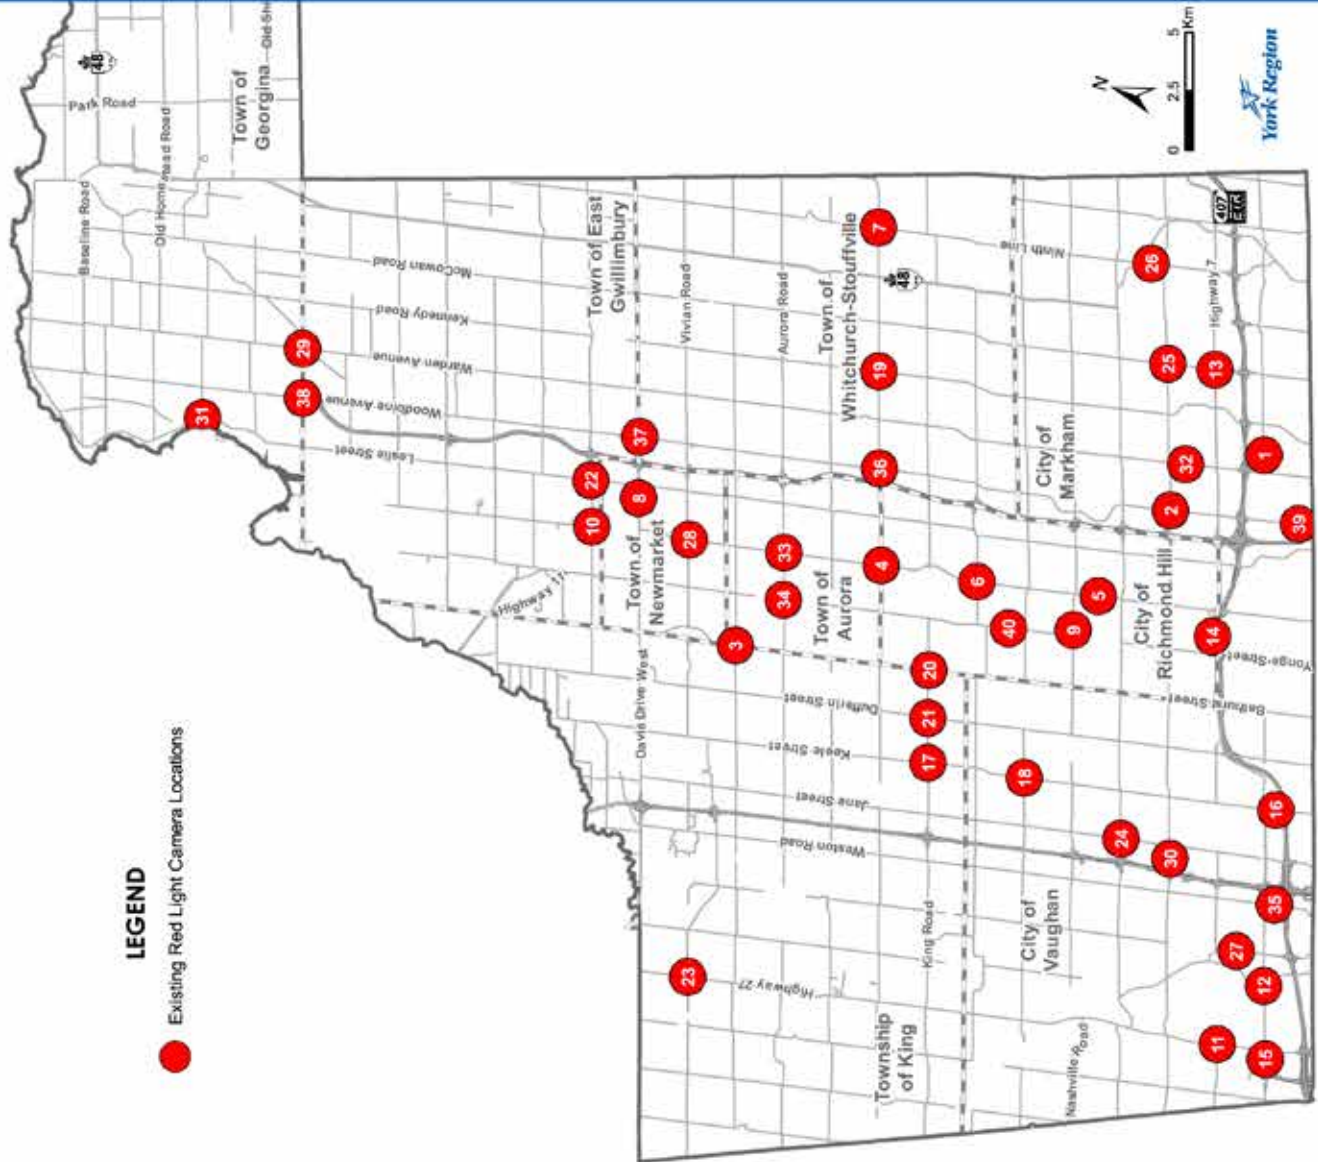 LEGEND
Existing Red Light Camera Locations
48
Park Road
Old Homestead Road
Baseline Road
Town of
Georgina
31
29
38
McCowan Road
Kennedy Road
Warden Avenue
Woodbine Avenue
Leslie Street
Town of East
Gwillimbury
Highway 11
22
10
37
8
Town of
Newmarket
28
Vivian Road
Davis Drive West
3
33
34
Aurora Road
Town of
Aurora
Town of
Whitchurch-Stouffville
7
48
19
36
4
Dufferin Street
Keele Street
Jane Street
Weston Road
23
Highway 27
Township
of King
King Road
20
21
17
6
40
9
5
18
City of
Vaughan
Nashville Road
City of
Markham
Ninth Line
26
25
13
Highway 7
407
ETR
32
2
1
39
City of
Richmond Hill
14
Yonge Street
Bathurst Street
24
30
16
35
27
12
11
15
N
0 2.5 5
Km
York Region